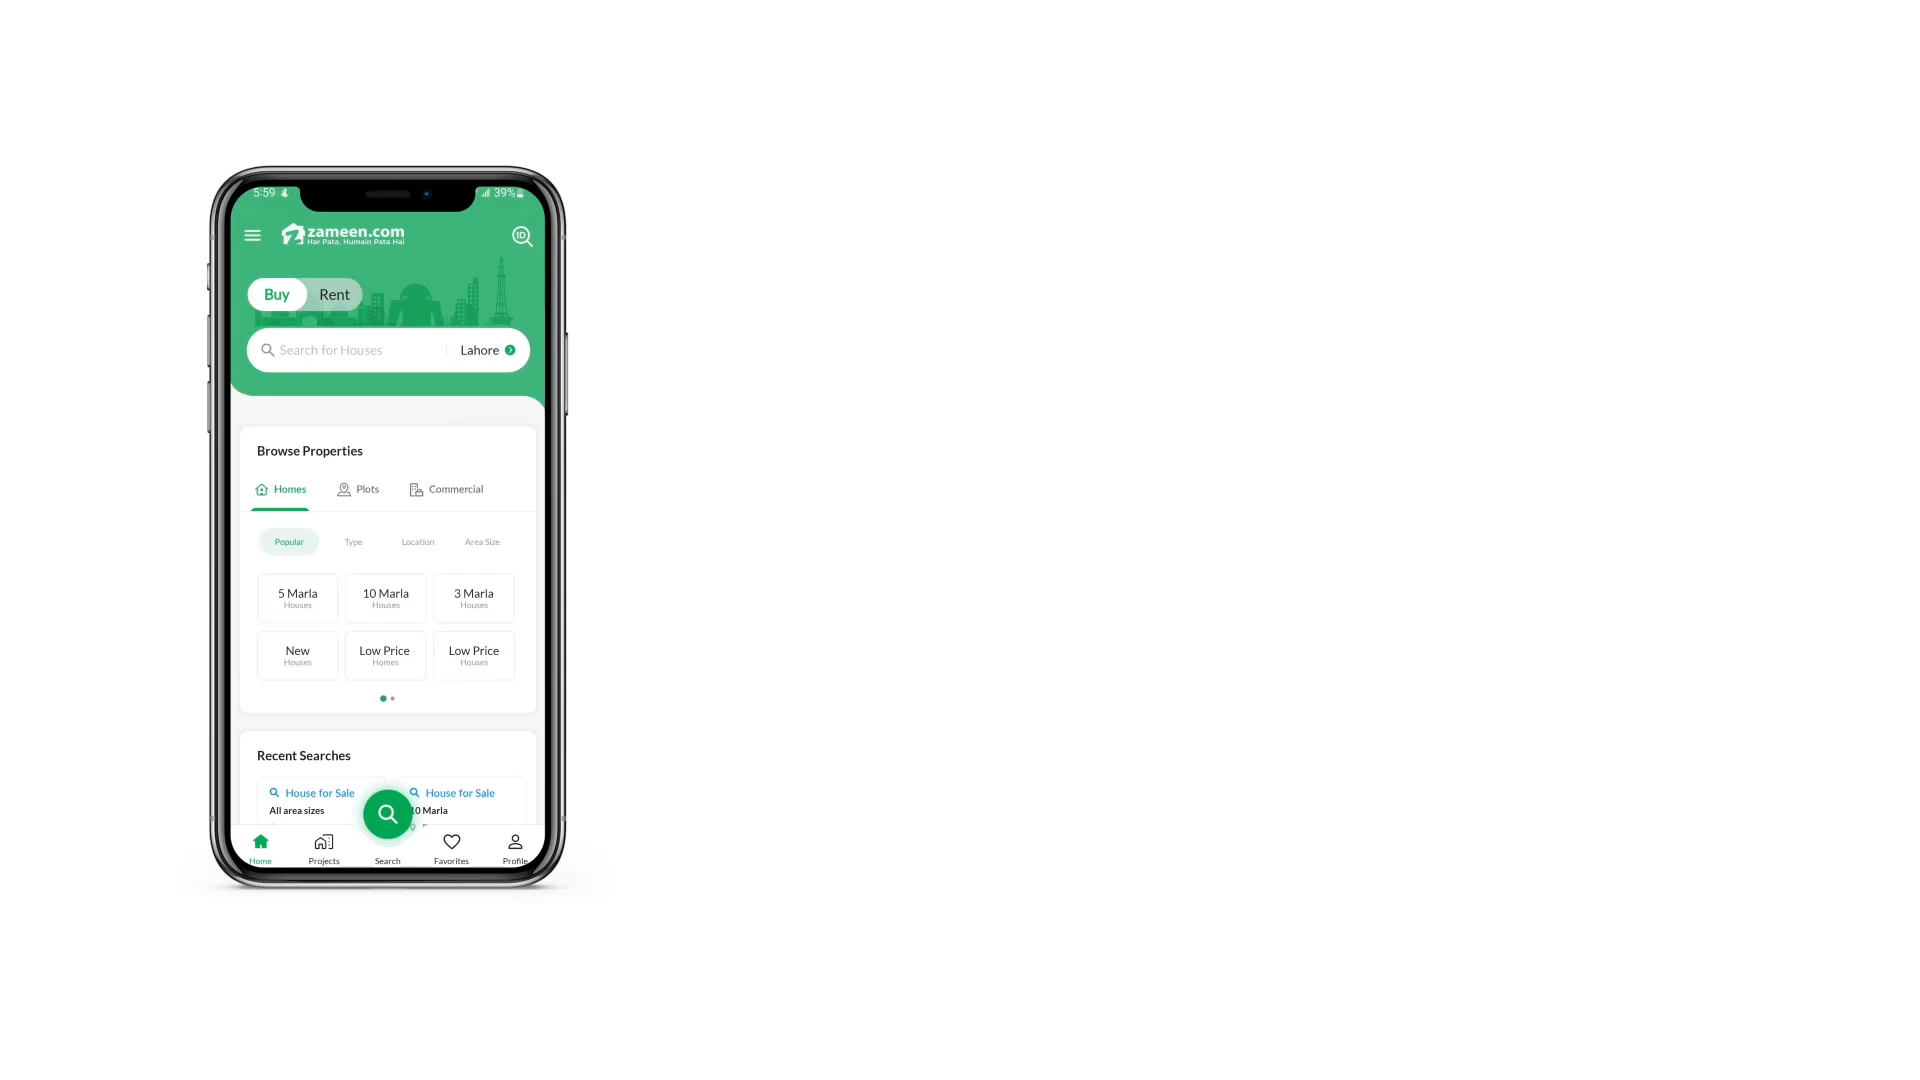 5:59
39%
zameen.com
Har Pata, Humain Pata Hai
ID
Buy
Rent
Search for Houses
Lahore
Browse Properties
Homes
Plots
Commercial
Popular
Type
Location
Area Size
5 Marla
Houses
10 Marla
Houses
3 Marla
Houses
New
Houses
Low Price
Homes
Low Price
Houses
Recent Searches
House for Sale
All area sizes
House for Sale
10 Marla
Home
Projects
Search
Favorites
Profile